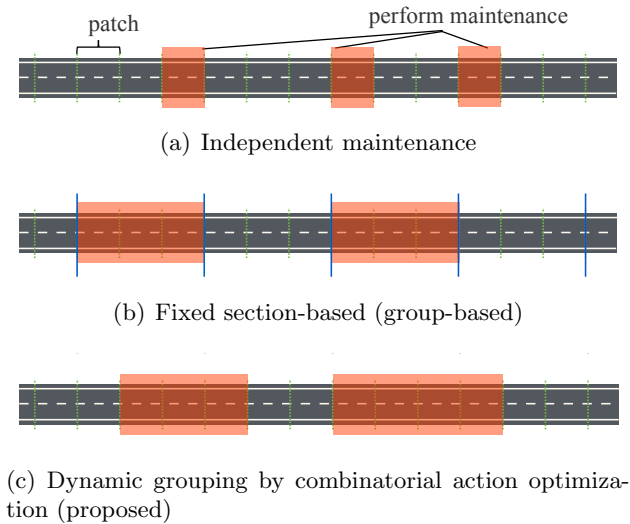 patch
perform maintenance
(a) Independent maintenance
(b) Fixed section-based (group-based)
(c) Dynamic grouping by combinatorial action optimiza-
tion (proposed)